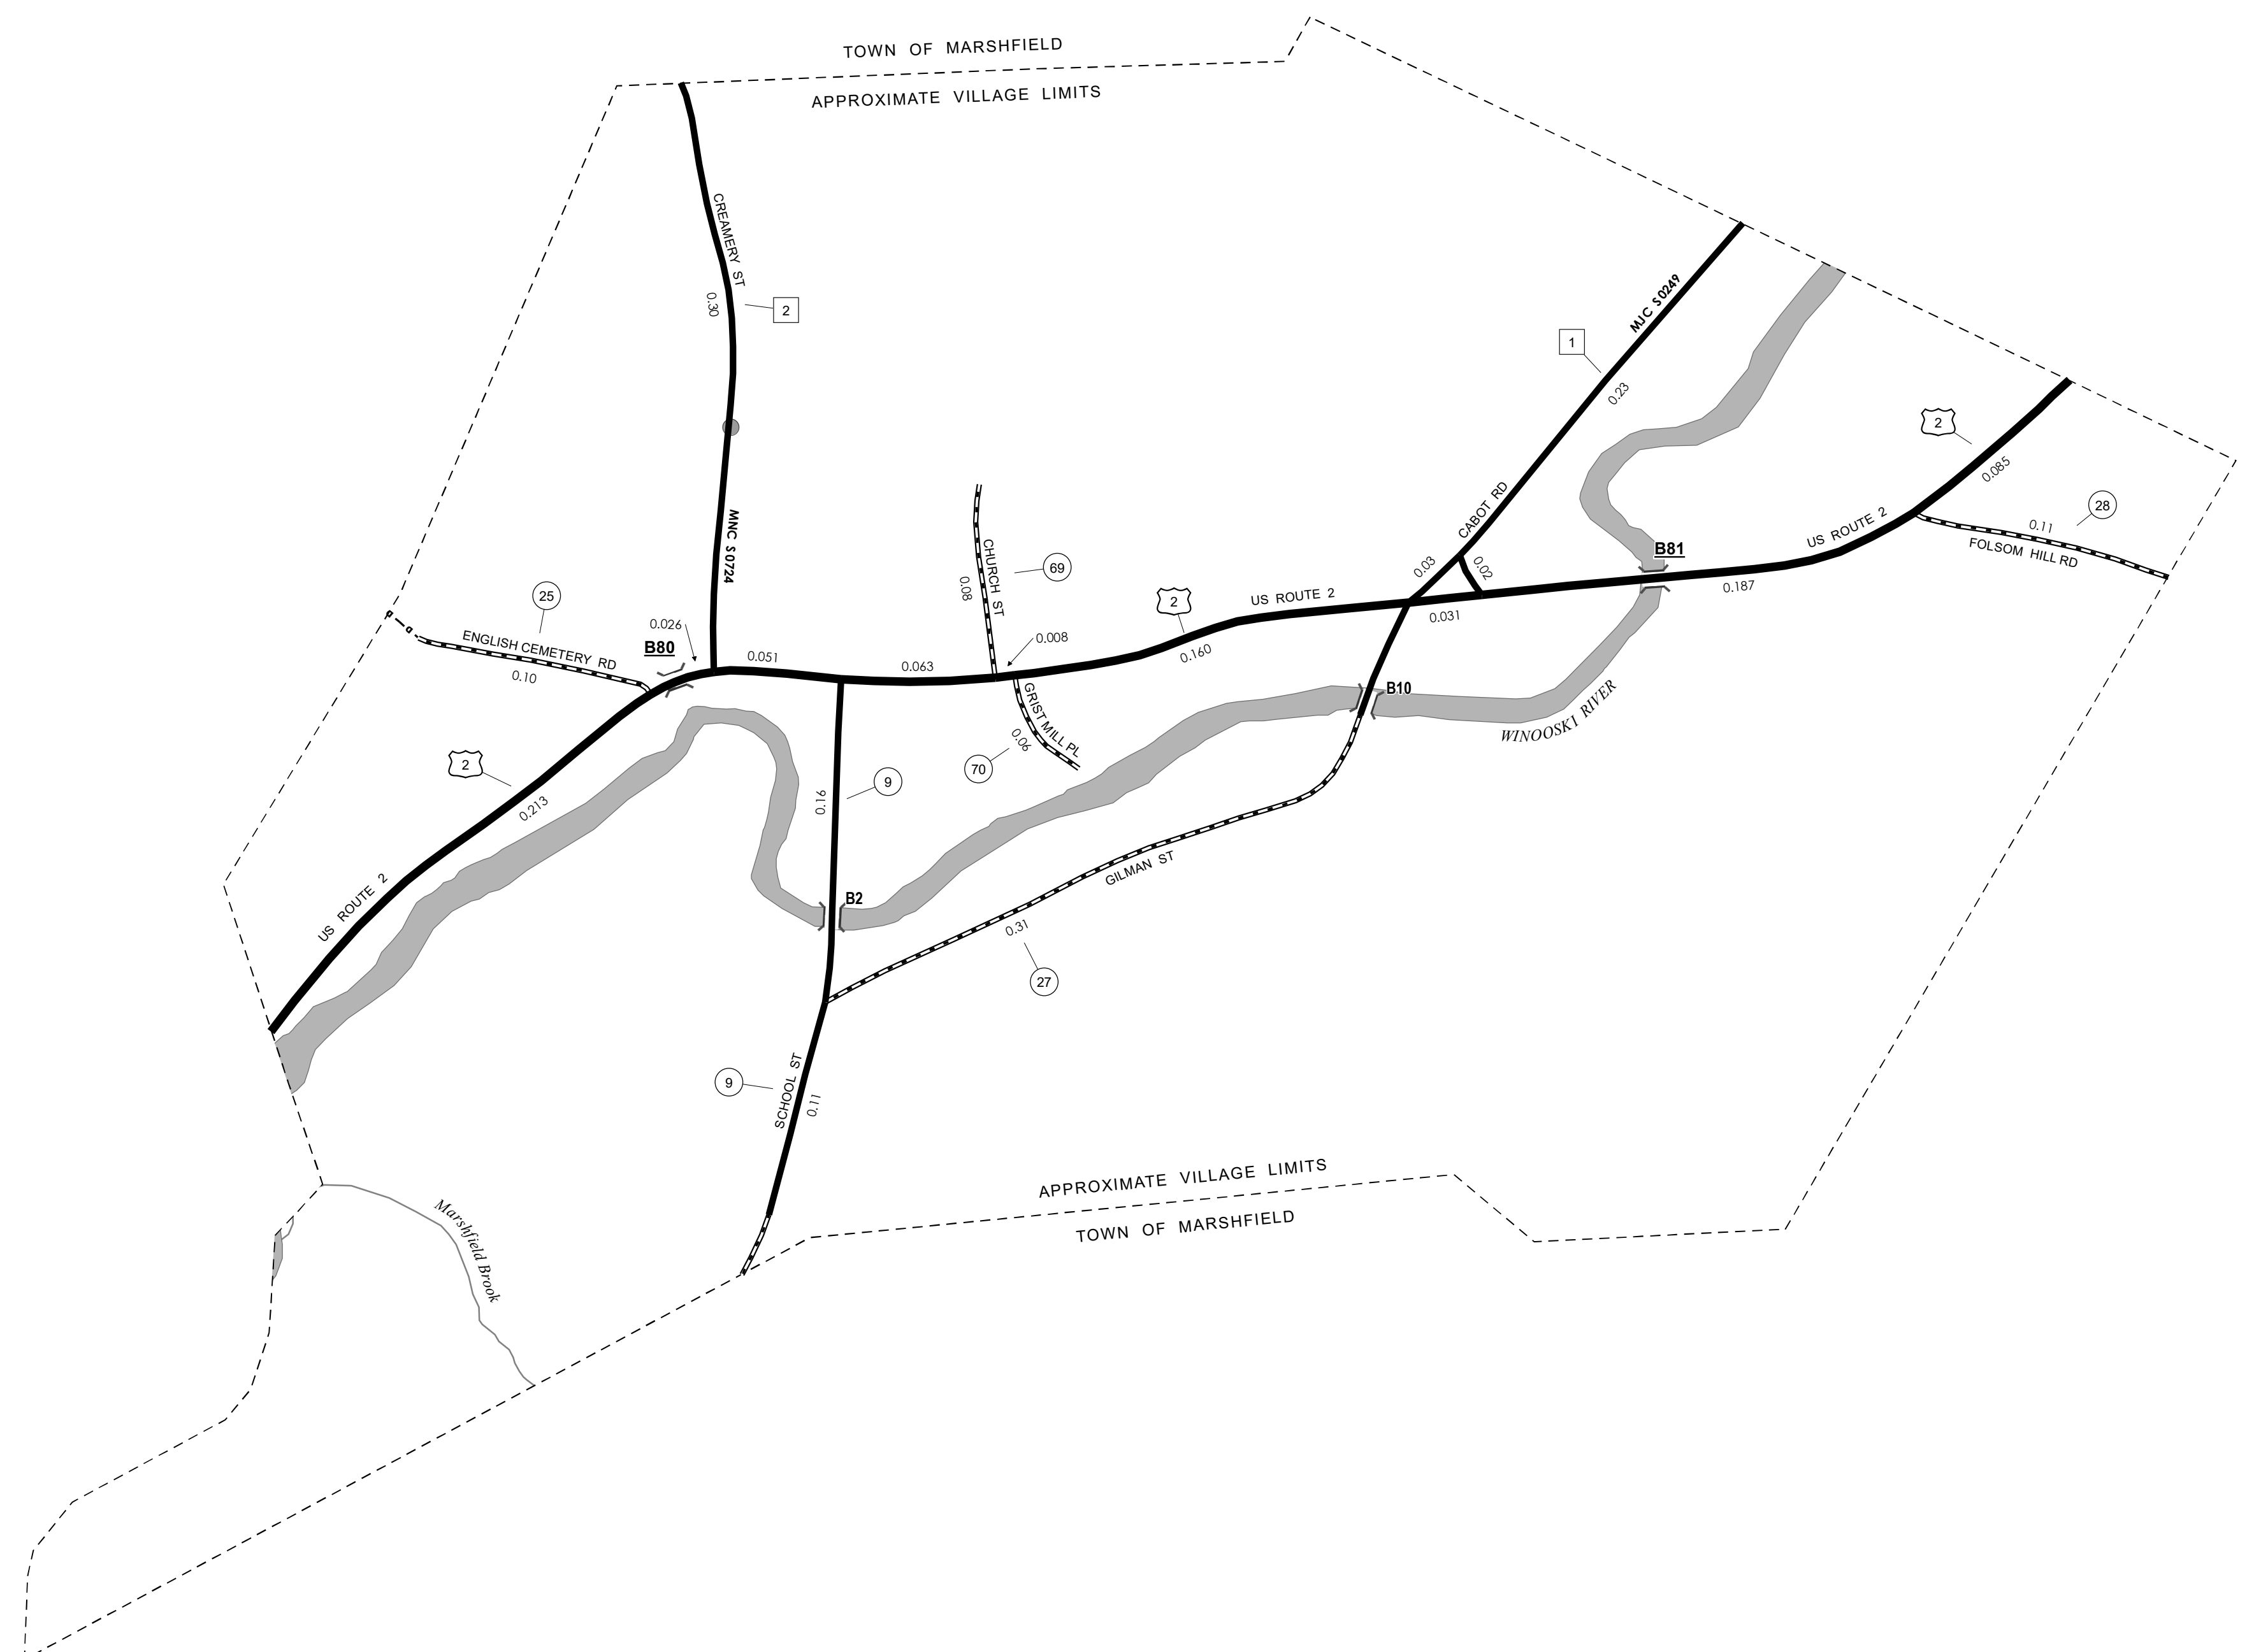 TOWN OF MARSHFIELD
APPROXIMATE VILLAGE LIMITS
CREAMERY ST
0.30
2
MNC S0724
MJC S0249
1
0.23
CABOT RD
0.03
0.02
2
0.085
28
0.11
FOLSOM HILL RD
US ROUTE 2
B81
0.187
0.031
US ROUTE 2
2
0.160
CHURCH ST
69
0.08
0.008
0.063
0.051
0.026
B80
25
ENGLISH CEMETERY RD
0.10
GRIST MILL PL
0.06
70
B10
WINOOSKI RIVER
2
0.213
US ROUTE 2
9
0.16
B2
GILMAN ST
0.31
27
9
SCHOOL ST
0.11
APPROXIMATE VILLAGE LIMITS
TOWN OF MARSHFIELD
Marshfield Brook